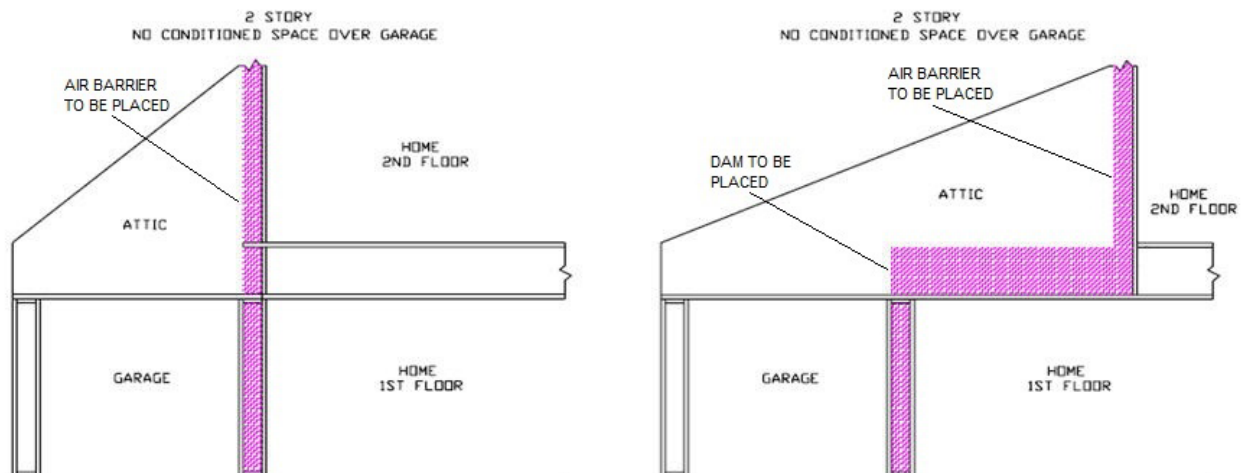 2 STORY
NO CONDITIONED SPACE OVER GARAGE
AIR BARRIER
TO BE PLACED
HOME
2ND FLOOR
ATTIC
GARAGE
HOME
1ST FLOOR
2 STORY
NO CONDITIONED SPACE OVER GARAGE
AIR BARRIER
TO BE PLACED
DAM TO BE
PLACED
ATTIC
HOME
2ND FLOOR
GARAGE
HOME
1ST FLOOR